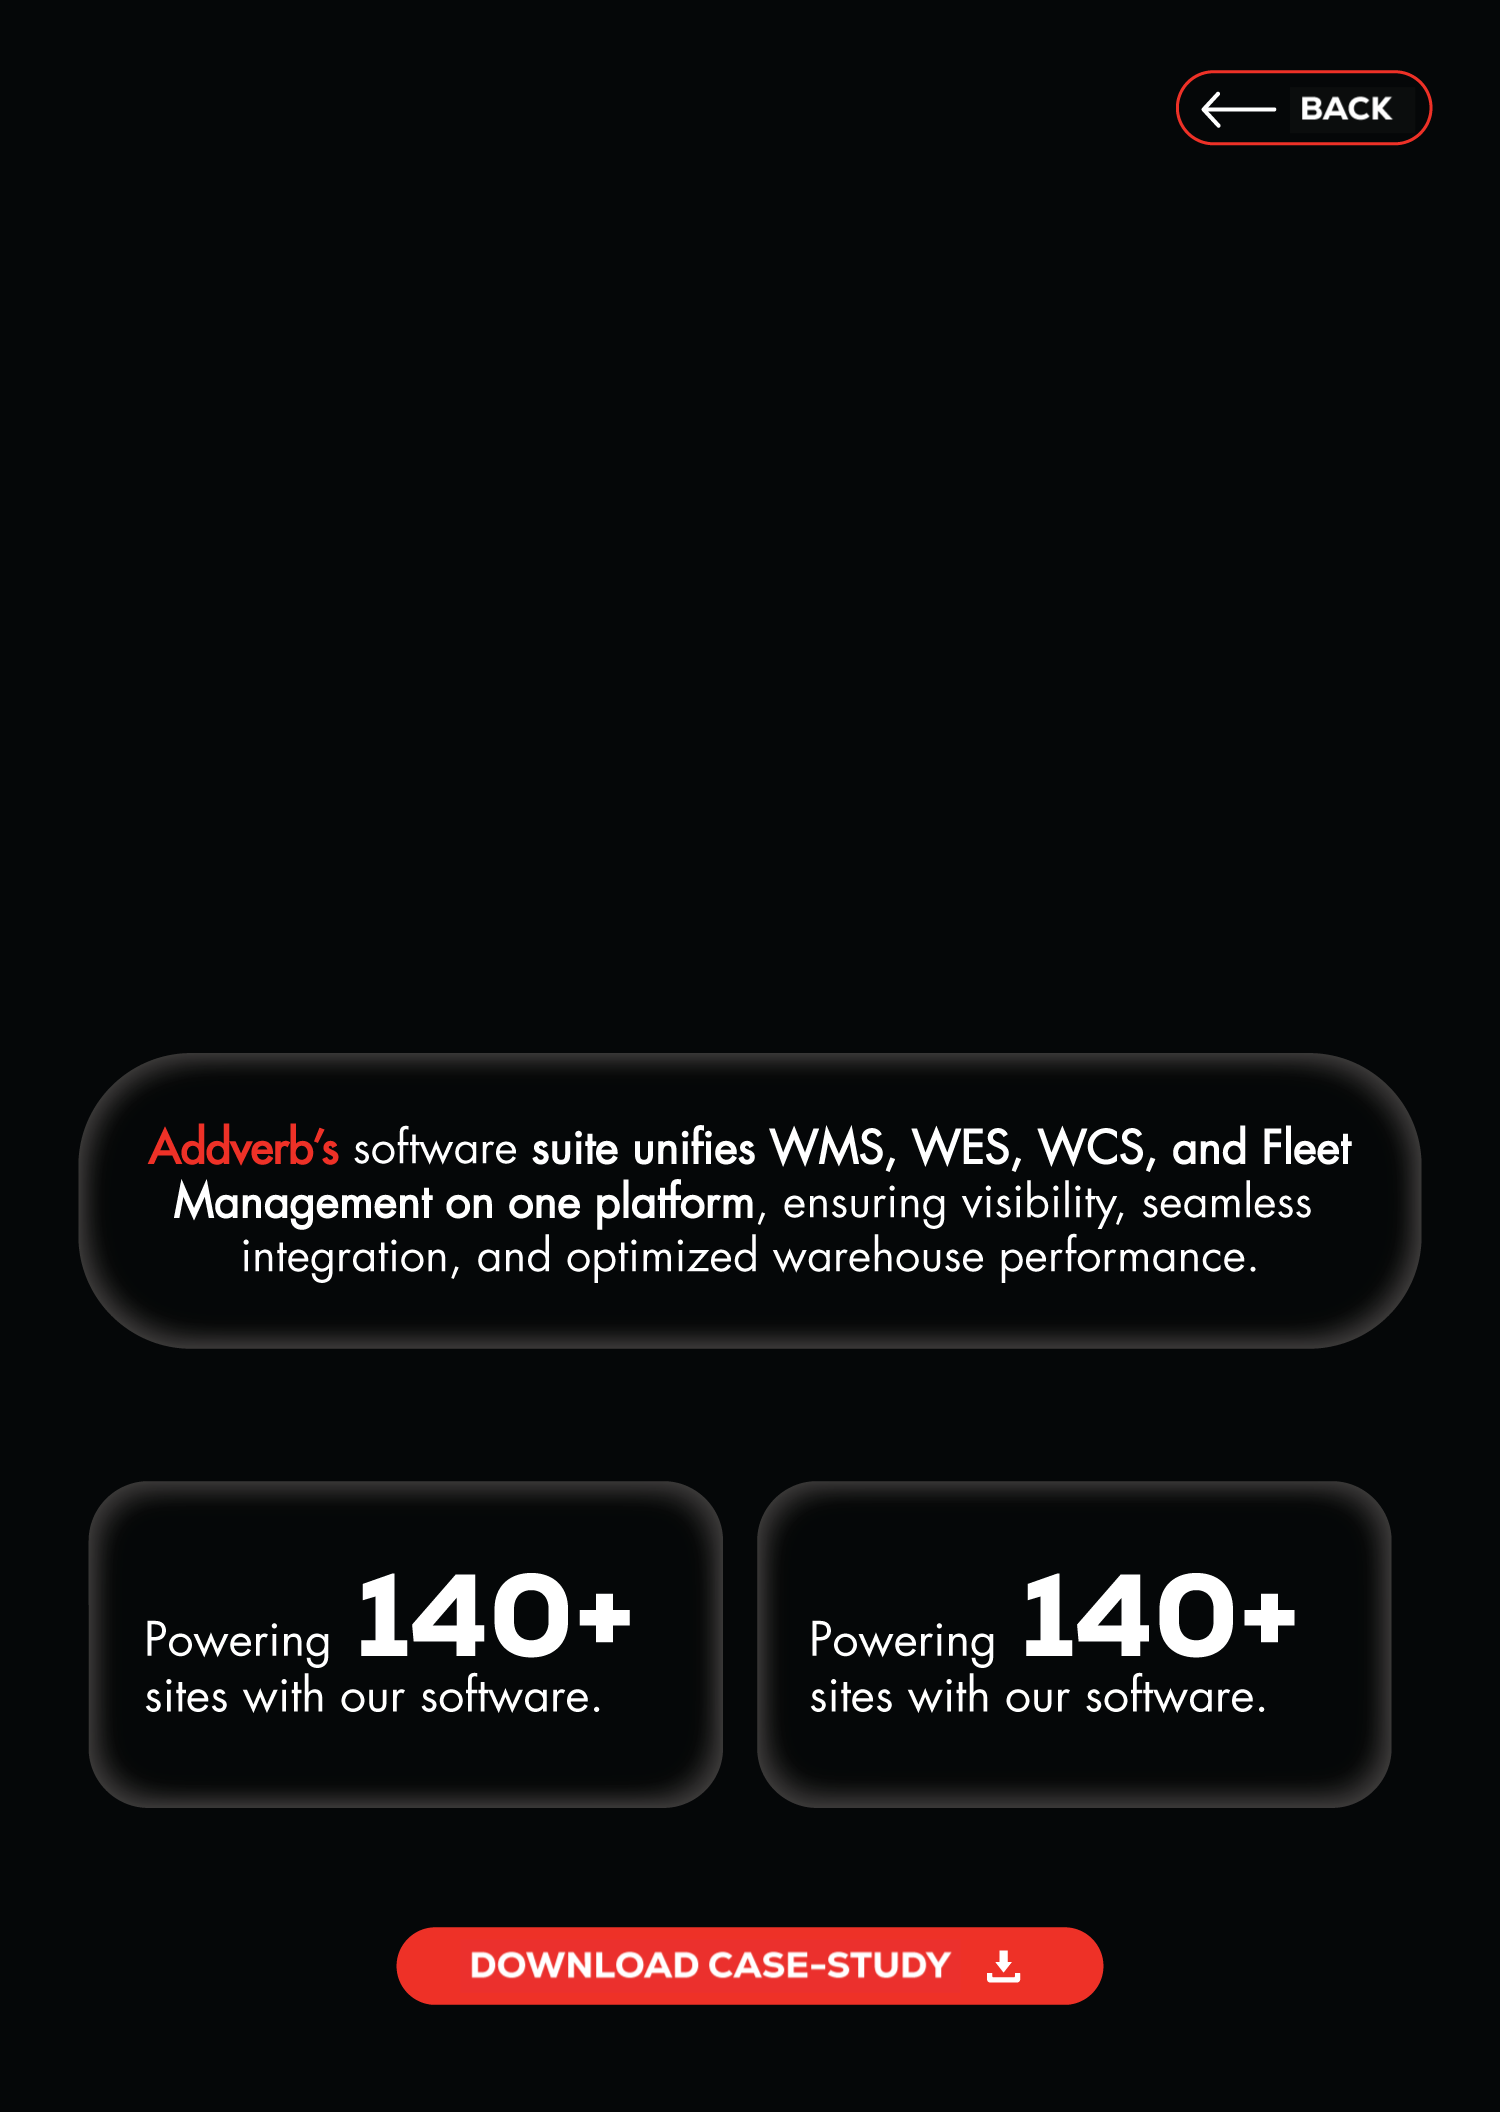 BACK
Addverb’s software suite unifies WMS, WES, WCS, and Fleet
Management on one platform, ensuring visibility, seamless
integration, and optimized warehouse performance.
Powering 140+
sites with our software.
Powering 140+
sites with our software.
DOWNLOAD CASE-STUDY